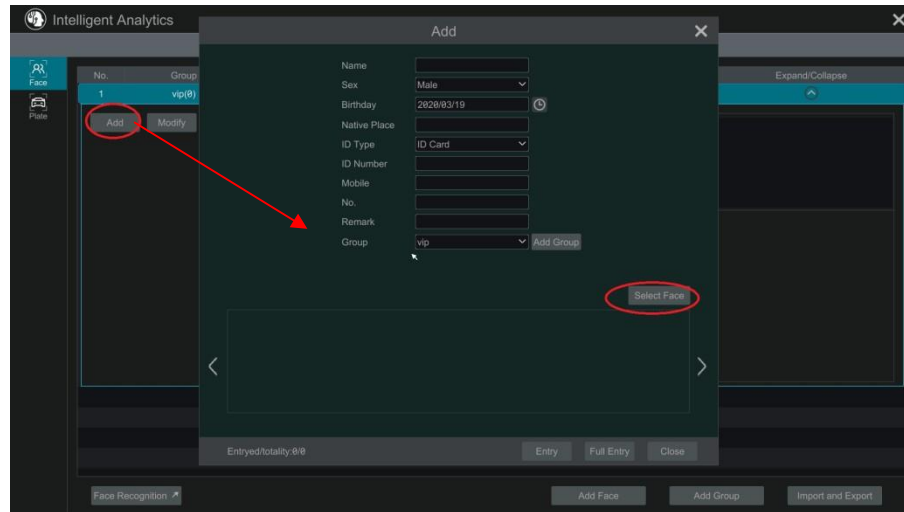 Intelligent Analytics
Add
Face
Plate
No. Group Expand/Collapse
1 vip(0)
Add Modify
Name
Sex Male
Birthday 2020/03/19
Native Place
ID Type ID Card
ID Number
Mobile
No.
Remark
Group vip Add Group
Select Face
Entryed/totality:0/0 Entry Full Entry Close
Face Recognition Add Face Add Group Import and Export